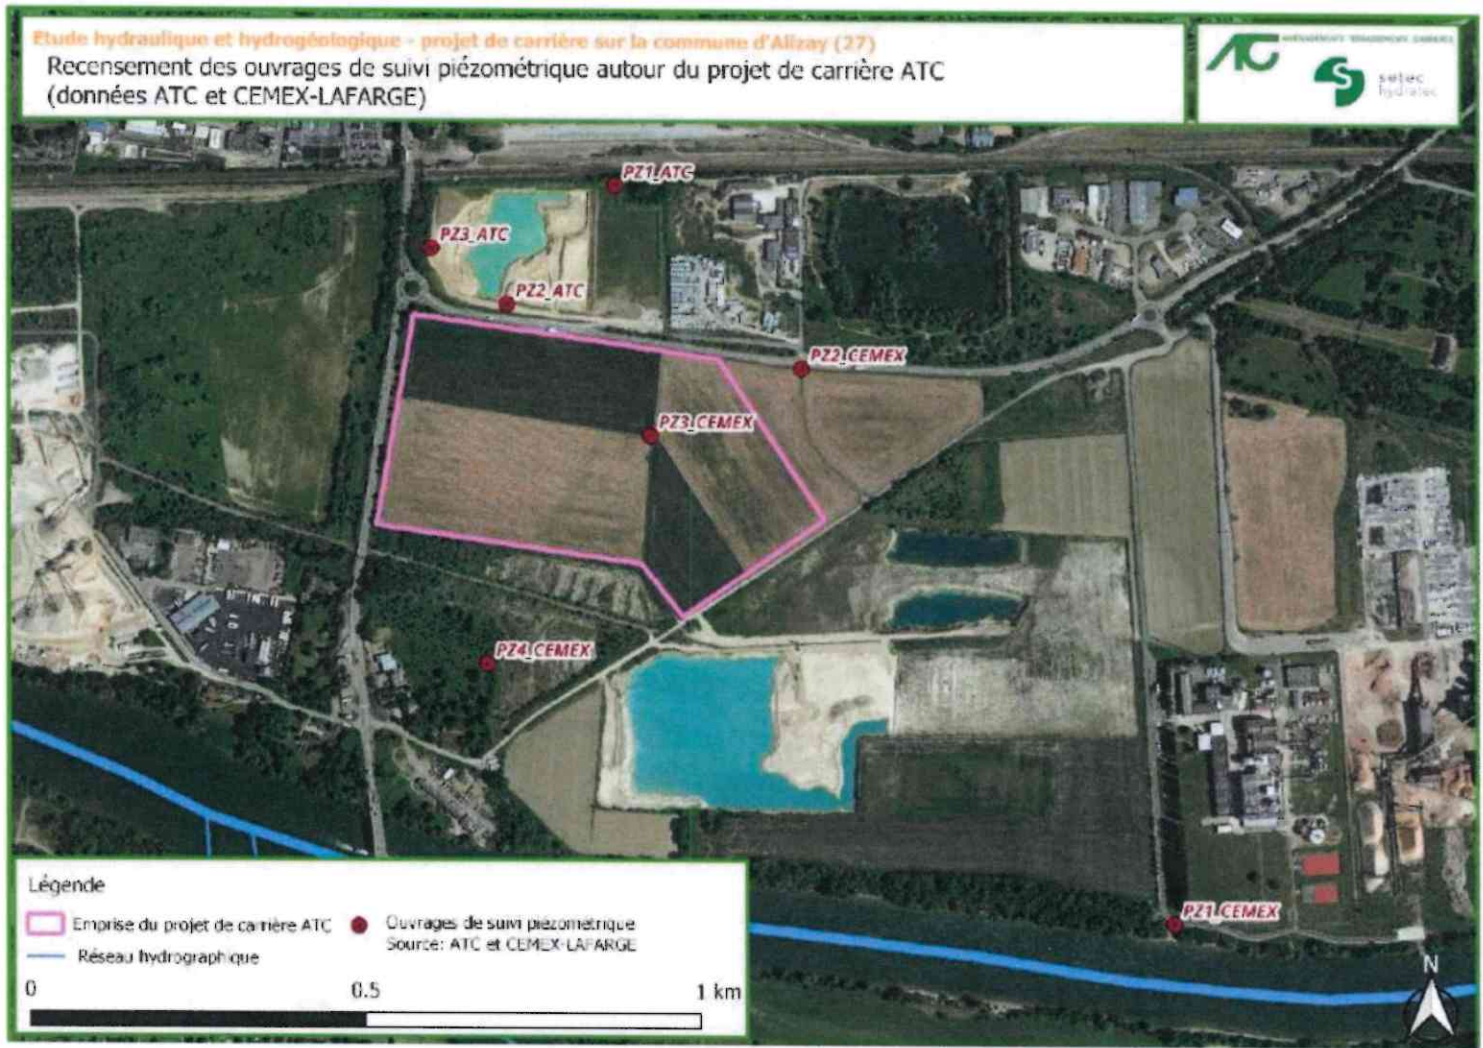 Etude hydraulique et hydrogéologique - projet de carrière sur la commune d'Alizay (27)
Recensement des ouvrages de suivi piézométrique autour du projet de carrière ATC
(données ATC et CEMEX-LAFARGE)
setec
hydratec
PZ1_ATC
PZ3_ATC
PZ2_ATC
PZ2_CEMEX
PZ3_CEMEX
PZ4_CEMEX
PZ1_CEMEX
Légende
Emprise du projet de carrière ATC
Réseau hydrographique
Ouvrages de suivi piézométrique
Source: ATC et CEMEX-LAFARGE
0 0.5 1 km
N